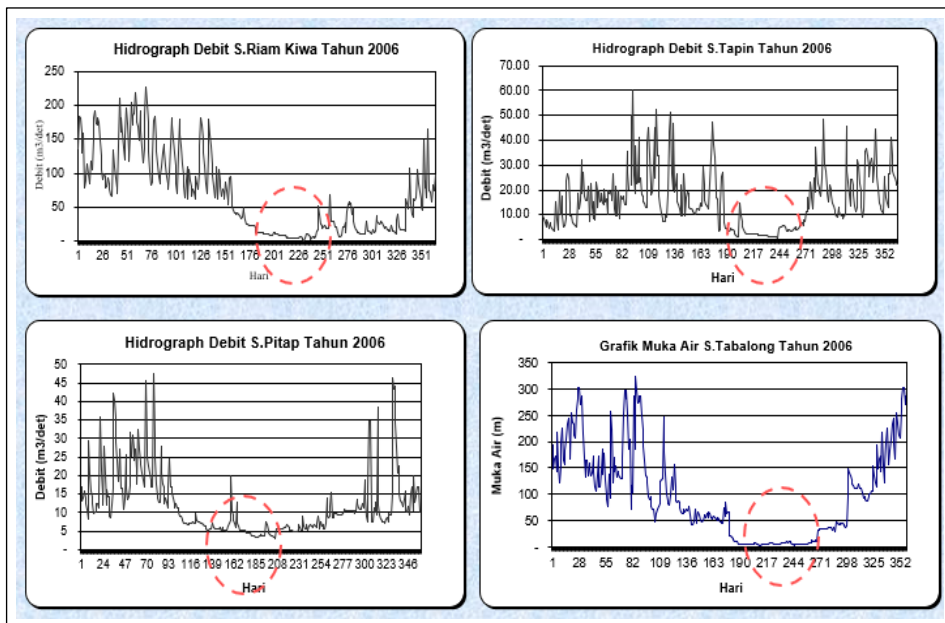 Hidrograph Debit S.Riam Kiwa Tahun 2006
Debit (m3/det)
250
200
150
100
50
-
1 26 51 76 101 126 151 176 201 226 251 276 301 326 351
Hari
Hidrograph Debit S.Tapin Tahun 2006
Debit (m3/det)
70.00
60.00
50.00
40.00
30.00
20.00
10.00
-
1 28 55 82 109 136 163 190 217 244 271 298 325 352
Hari
Hidrograph Debit S.Pitap Tahun 2006
Debit (m3/det)
50
45
40
35
30
25
20
15
10
5
-
1 24 47 70 93 116 139 162 185 208 231 254 277 300 323 346
Hari
Grafik Muka Air S.Tabalong Tahun 2006
Muka Air (m)
350
300
250
200
150
100
50
-
1 28 55 82 109 136 163 190 217 244 271 298 325 352
Hari